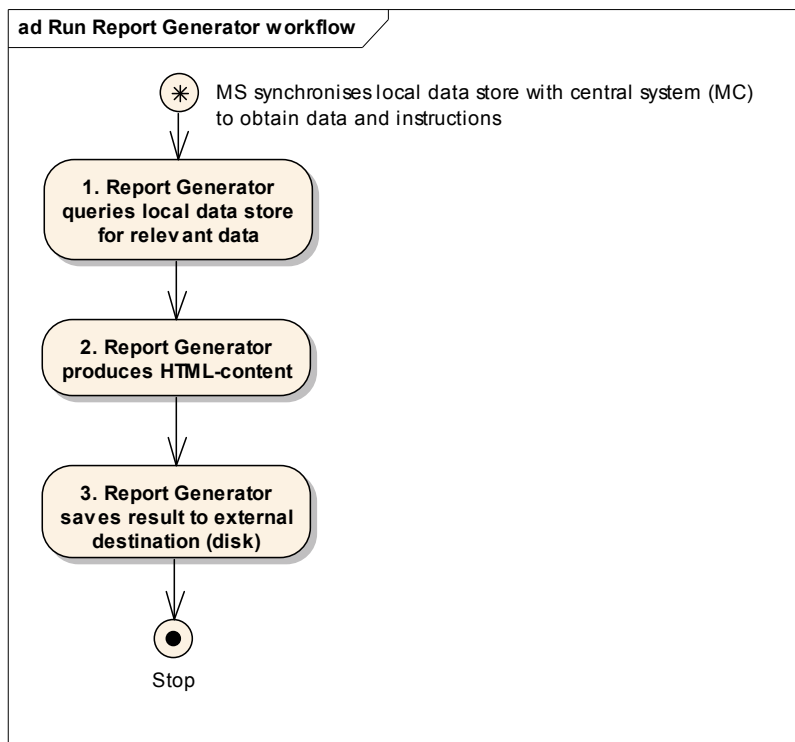 ad Run Report Generator workflow
MS synchronises local data store with central system (MC)
to obtain data and instructions
1. Report Generator
queries local data store
for relevant data
2. Report Generator
produces HTML-content
3. Report Generator
saves result to external
destination (disk)
Stop